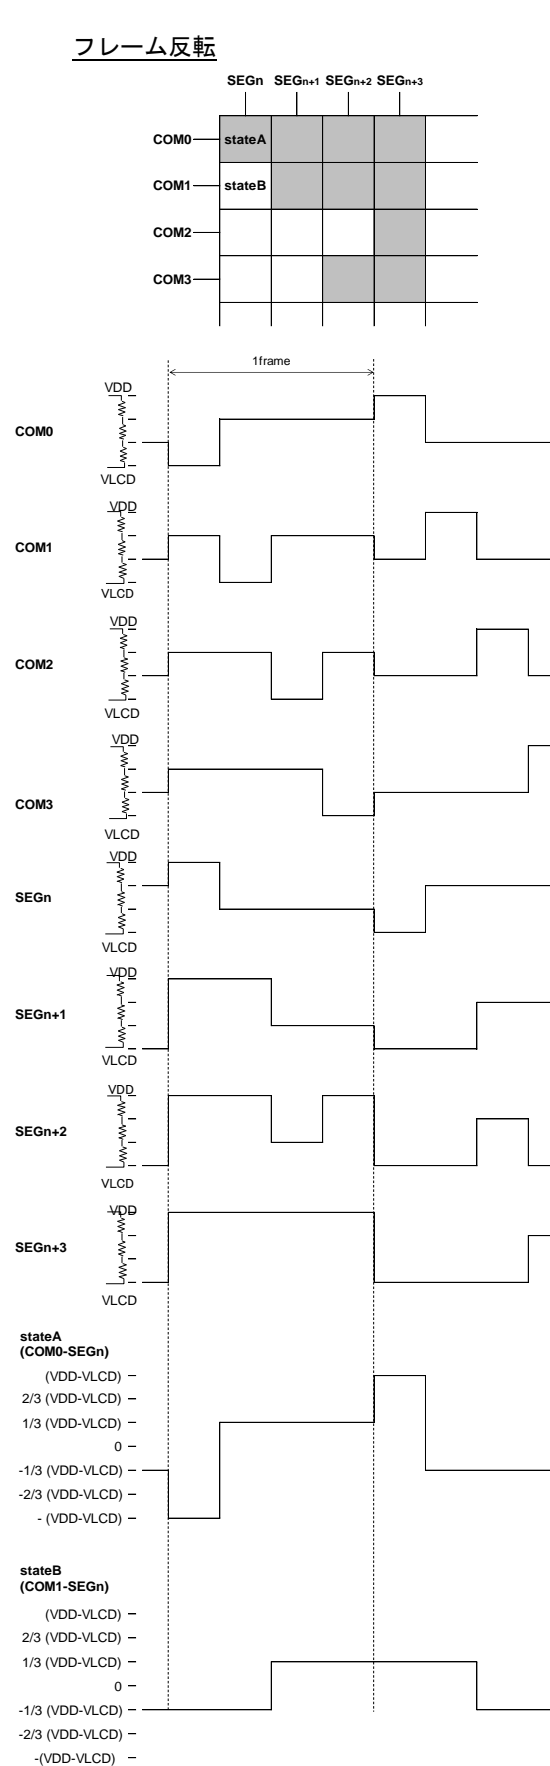 フレーム反転
SEGn SEGn+1 SEGn+2 SEGn+3
COM0 stateA
COM1 stateB
COM2
COM3
1frame
VDD
COM0
VLCD
VDD
COM1
VLCD
VDD
COM2
VLCD
VDD
COM3
VLCD
VDD
SEGn
VLCD
VDD
SEGn+1
VLCD
VDD
SEGn+2
VLCD
VDD
SEGn+3
VLCD
stateA
(COM0-SEGn)
(VDD-VLCD)
2/3 (VDD-VLCD)
1/3 (VDD-VLCD)
0
-1/3 (VDD-VLCD)
-2/3 (VDD-VLCD)
- (VDD-VLCD)
stateB
(COM1-SEGn)
(VDD-VLCD)
2/3 (VDD-VLCD)
1/3 (VDD-VLCD)
0
-1/3 (VDD-VLCD)
-2/3 (VDD-VLCD)
-(VDD-VLCD)